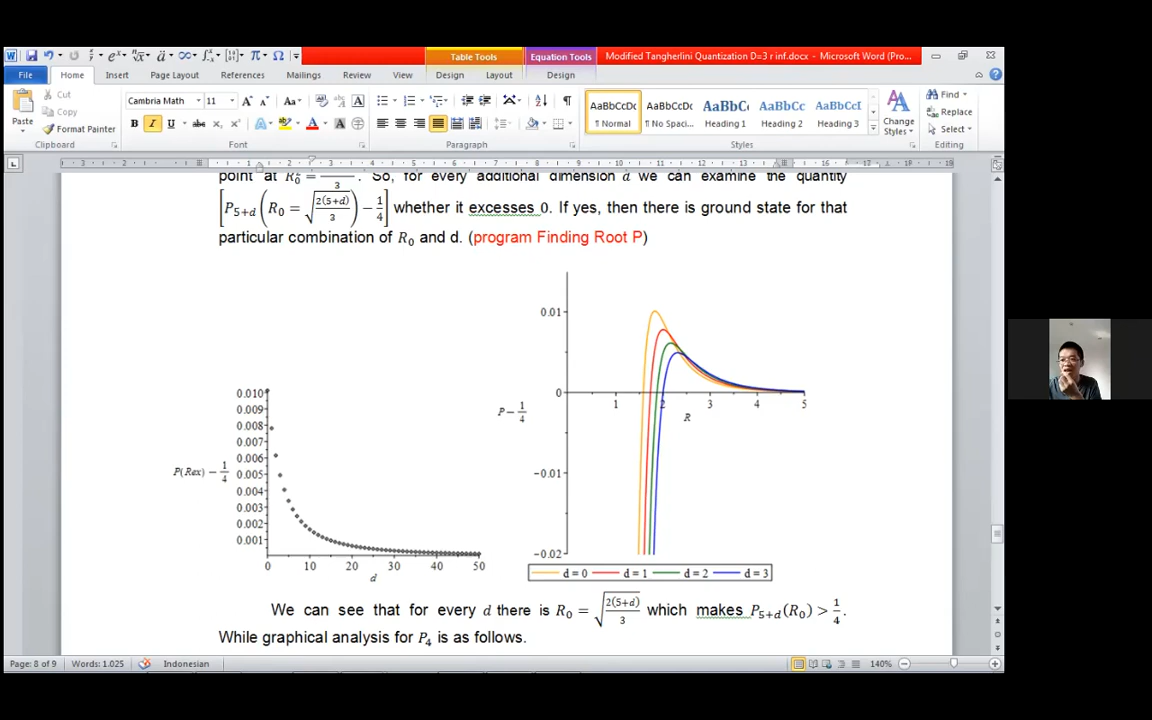 Table Tools
Equation Tools
Modified Tangherlini Quantization D=3 r inf.docx - Microsoft Word (Pro...
File Home Insert Page Layout References Mailings Review View Design Layout Design
Paste
Cut
Copy
Format Painter
Clipboard
Cambria Math 11
B I U abc x₂ x²
Font
Paragraph
AaBbCcDc AaBbCcDc AaBbC AaBbCc AaBbCcI
¶ Normal ¶ No Spaci... Heading 1 Heading 2 Heading 3
Styles
Change Styles
Find
Replace
Select
Editing
point at R₀² = /3 . So, for every additional dimension d we can examine the quantity
[P₅₊d (R₀ = √(2(5+d)/3)) − 1/4] whether it excesses 0. If yes, then there is ground state for that
particular combination of R₀ and d. (program Finding Root P)
P(Rex) − 1/4
0.010
0.009
0.008
0.007
0.006
0.005
0.004
0.003
0.002
0.001
0 10 20 30 40 50
d
P − 1/4
0.01
0
-0.01
-0.02
1 2 3 4 5
R
d = 0 d = 1 d = 2 d = 3
We can see that for every d there is R₀ = √(2(5+d)/3) which makes P₅₊d(R₀) > 1/4.
While graphical analysis for P₄ is as follows.
Page: 8 of 9 Words: 1.025 Indonesian 140%